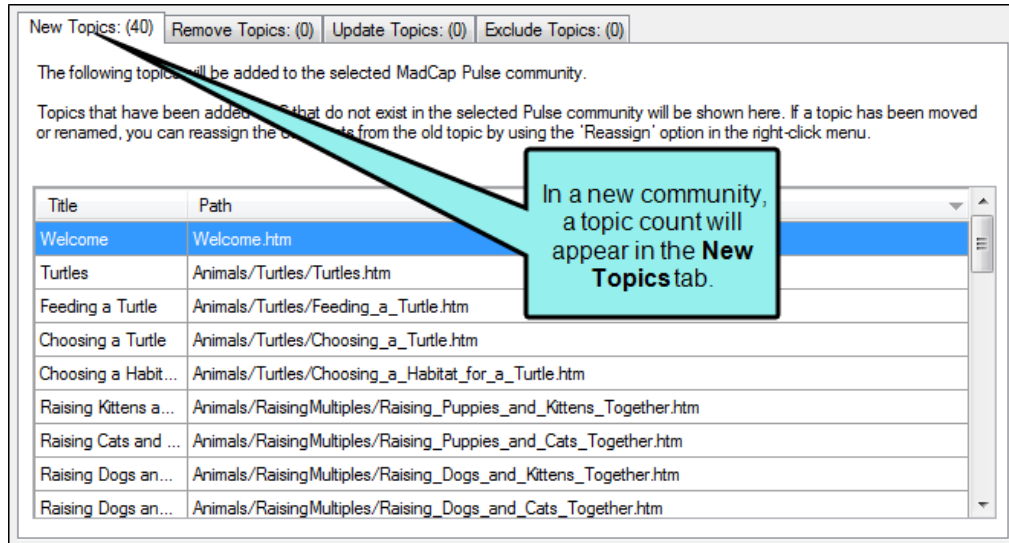 New Topics: (40) Remove Topics: (0) Update Topics: (0) Exclude Topics: (0)
The following topics will be added to the selected MadCap Pulse community.
Topics that have been added that do not exist in the selected Pulse community will be shown here. If a topic has been moved
or renamed, you can reassign the from the old topic by using the 'Reassign' option in the right-click menu.
In a new community,
a topic count will
appear in the New
Topics tab.
Title Path
Welcome Welcome.htm
Turtles Animals/Turtles/Turtles.htm
Feeding a Turtle Animals/Turtles/Feeding_a_Turtle.htm
Choosing a Turtle Animals/Turtles/Choosing_a_Turtle.htm
Choosing a Habit... Animals/Turtles/Choosing_a_Habitat_for_a_Turtle.htm
Raising Kittens a... Animals/RaisingMultiples/Raising_Puppies_and_Kittens_Together.htm
Raising Cats and ... Animals/RaisingMultiples/Raising_Puppies_and_Cats_Together.htm
Raising Dogs an... Animals/RaisingMultiples/Raising_Dogs_and_Kittens_Together.htm
Raising Dogs an... Animals/RaisingMultiples/Raising_Dogs_and_Cats_Together.htm